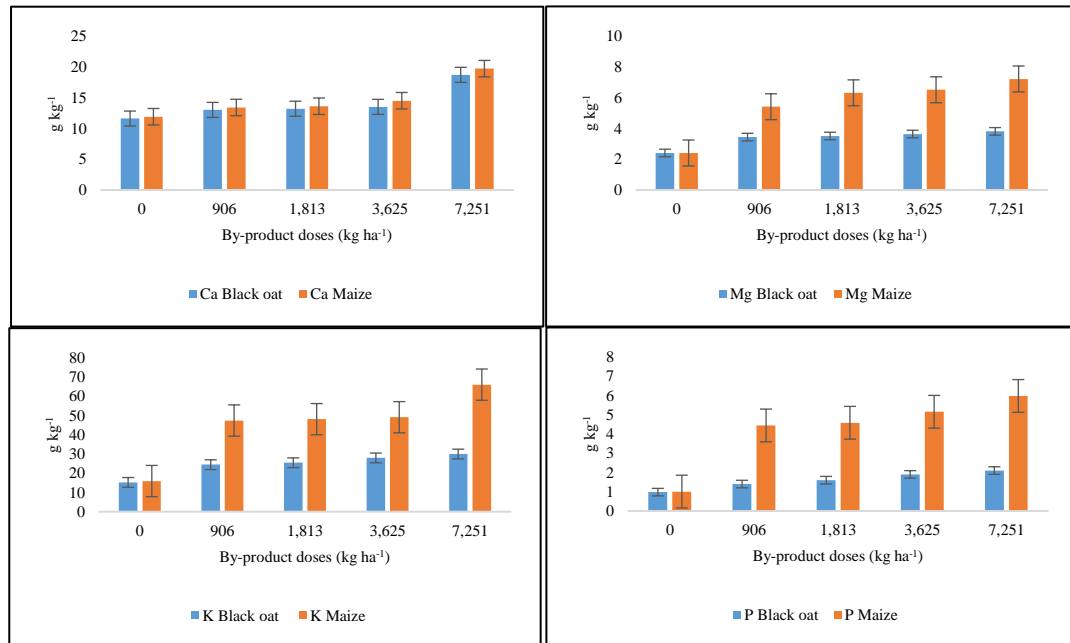 25
20
15
10
5
0
g kg⁻¹
0 906 1,813 3,625 7,251
By-product doses (kg ha⁻¹)
Ca Black oat Ca Maize
10
8
6
4
2
0
g kg⁻¹
0 906 1,813 3,625 7,251
By-product doses (kg ha⁻¹)
Mg Black oat Mg Maize
80
70
60
50
40
30
20
10
0
g kg⁻¹
0 906 1,813 3,625 7,251
By-product doses (kg ha⁻¹)
K Black oat K Maize
8
7
6
5
4
3
2
1
0
g kg⁻¹
0 906 1,813 3,625 7,251
By-product doses (kg ha⁻¹)
P Black oat P Maize